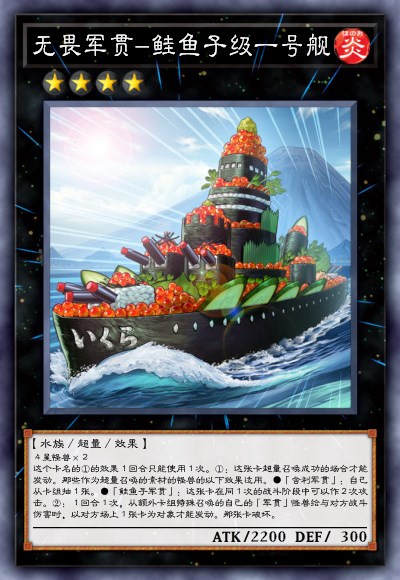 无畏军贯-鲑鱼子级一号舰
ほのお
炎
いくら
【水族／超量／效果】
4星怪兽×2
这个卡名的①的效果1回合只能使用1次。①：这张卡超量召唤成功的场合才能
发动。那些作为超量召唤的素材的怪兽的以下效果适用。●「舍利军贯」：自己
从卡组抽1张。●「鲑鱼子军贯」：这张卡在同1次的战斗阶段中可以作2次攻
击。②：1回合1次，从额外卡组特殊召唤的自己的「军贯」怪兽给与对方战斗
伤害时，以对方场上1张卡为对象才能发动。那张卡破坏。
ATK/2200 DEF/ 300